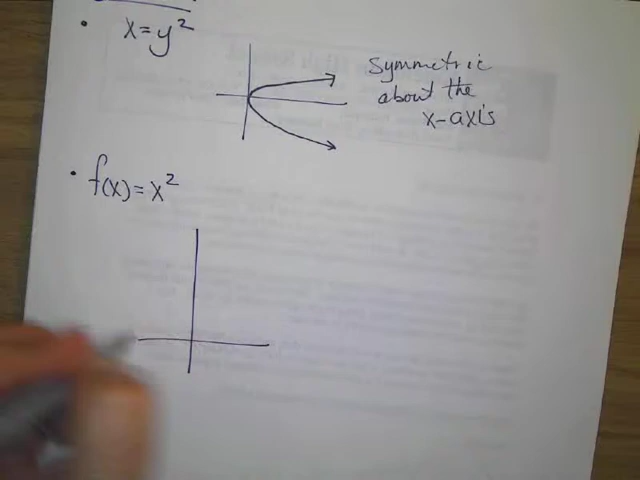 x = y²
Symmetric
about the
x-axis
f(x) = x²